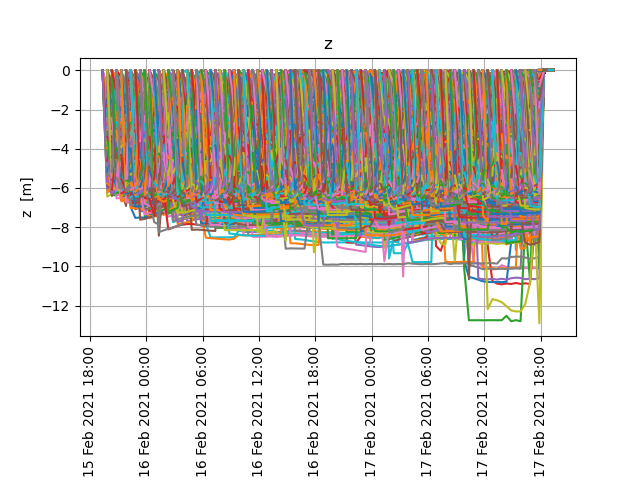 z
z [m]
0
−2
−4
−6
−8
−10
−12
15 Feb 2021 18:00
16 Feb 2021 00:00
16 Feb 2021 06:00
16 Feb 2021 12:00
16 Feb 2021 18:00
17 Feb 2021 00:00
17 Feb 2021 06:00
17 Feb 2021 12:00
17 Feb 2021 18:00